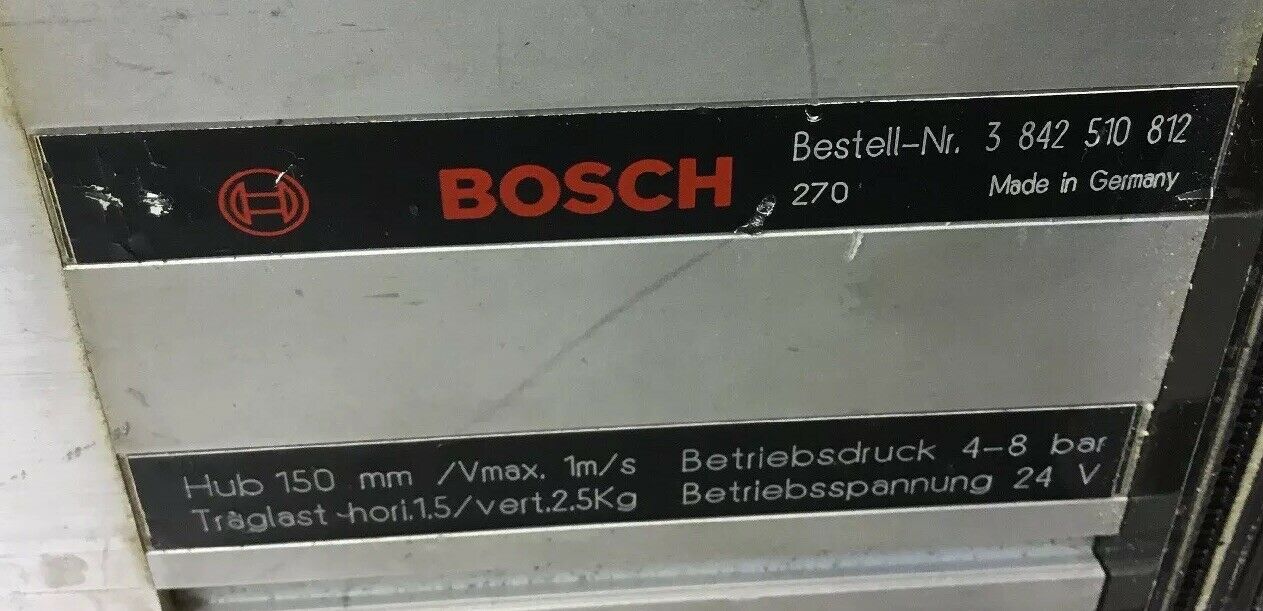 BOSCH
Bestell-Nr. 3 842 510 812
270 Made in Germany
Hub 150 mm /Vmax. 1m/s
Traglast -hori.1.5/vert.2.5Kg
Betriebsdruck 4-8 bar
Betriebsspannung 24 V